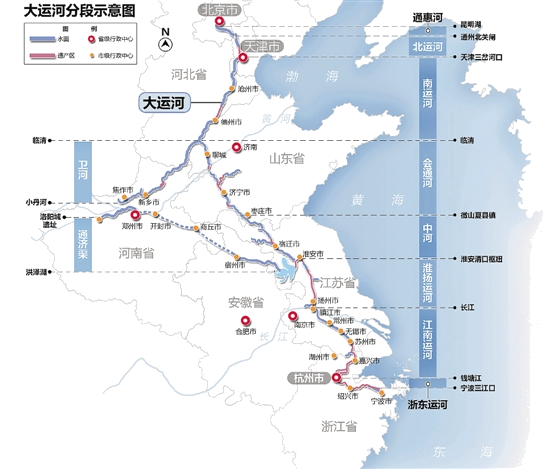 大运河分段示意图
图 例
水面
省级行政中心
遗产区
市级行政中心
北京市
天津市
河北省
渤 海
大运河
沧州市
德州市
黄河
临清
聊城
济南
山东省
卫河
焦作市
新乡市
济宁市
小丹河
洛阳城
遗址
郑州市
开封市
商丘市
枣庄市
黄 海
通济渠
河南省
宿迁市
宿州市
淮安市
洪泽湖
江苏省
安徽省
扬州市
镇江市
南京市
合肥市
长江
常州市
无锡市
苏州市
湖州市
嘉兴市
杭州市
绍兴市
宁波市
浙江省
东 海
通惠河
昆明湖
通州北关闸
北运河
天津三岔河口
南运河
临清
会通河
微山夏县镇
中河
淮安清口枢纽
淮扬运河
长江
江南运河
钱塘江
宁波三江口
浙东运河